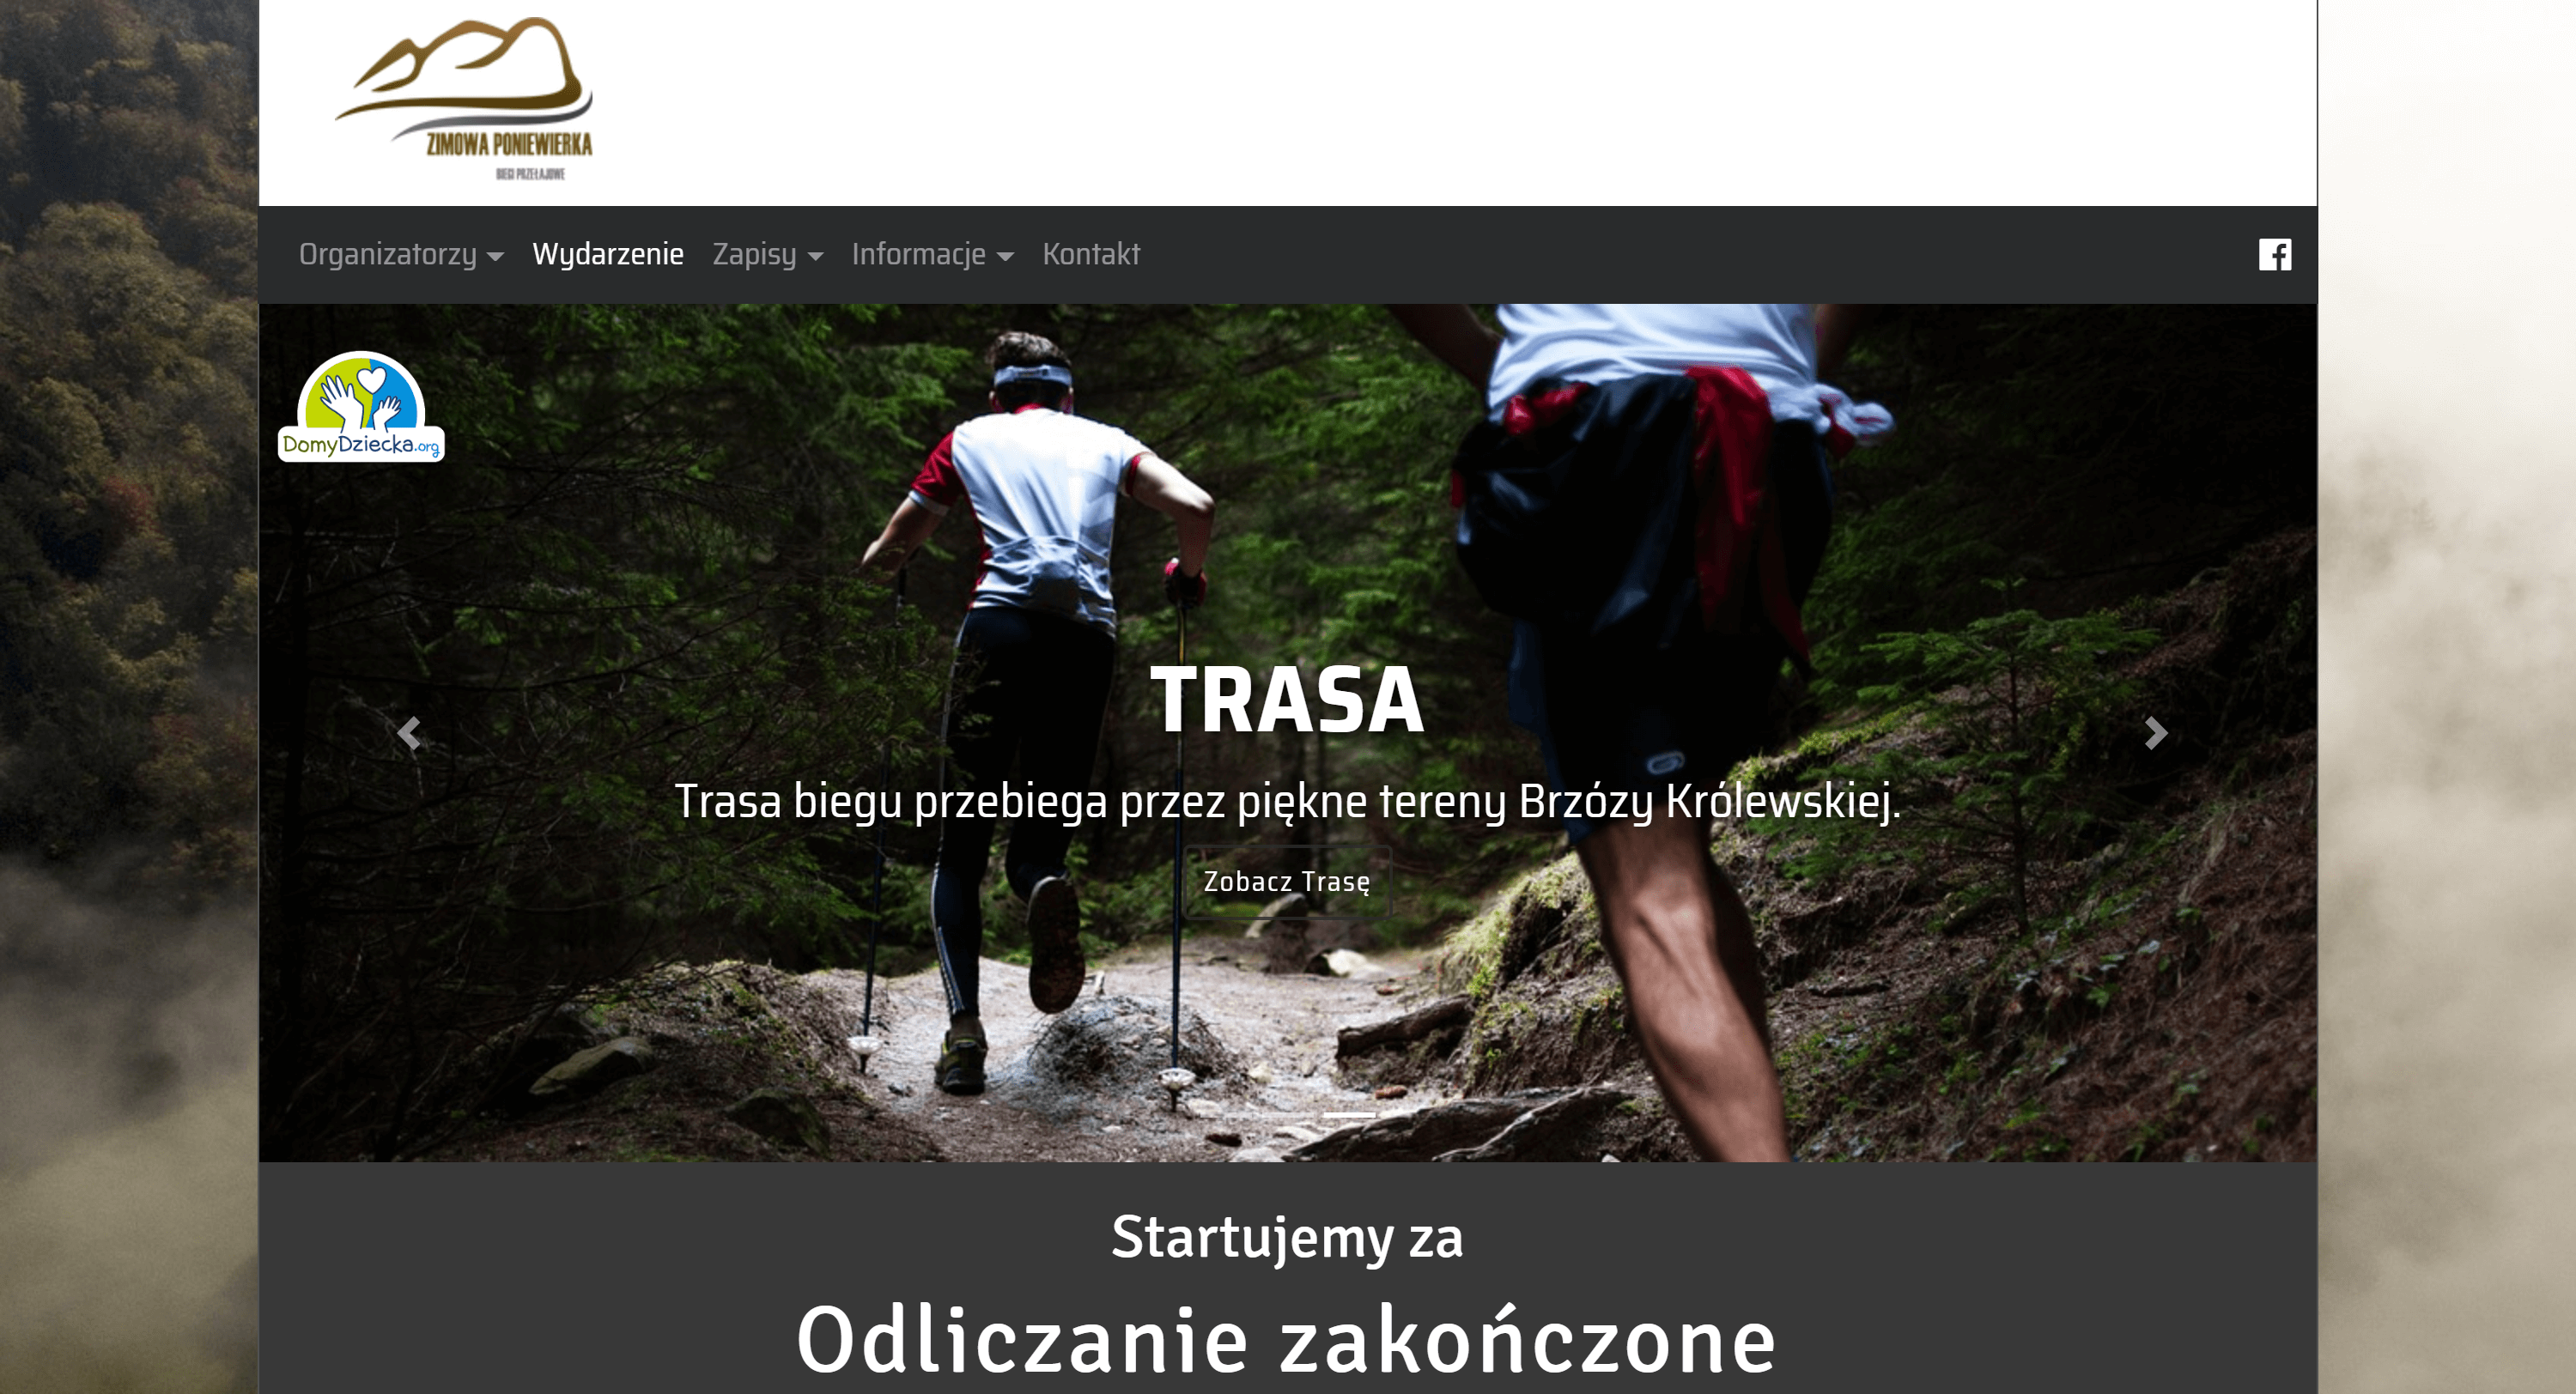 ZIMOWA PONIEWIERKA
BIEGI PRZEŁAJOWE
Organizatorzy Wydarzenie Zapisy Informacje Kontakt
DomyDziecka.org
TRASA
Trasa biegu przebiega przez piękne tereny Brzózy Królewskiej.
Zobacz Trasę
Startujemy za
Odliczanie zakończone